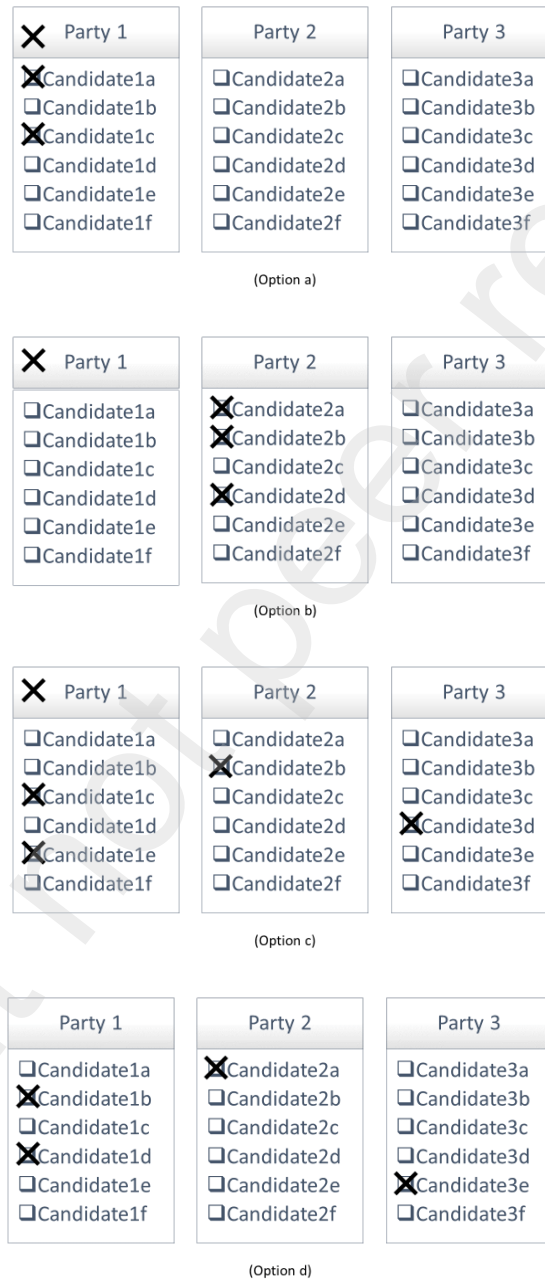 Party 1 Party 2 Party 3
❑Candidate1a ❑Candidate2a ❑Candidate3a
❑Candidate1b ❑Candidate2b ❑Candidate3b
❑Candidate1c ❑Candidate2c ❑Candidate3c
❑Candidate1d ❑Candidate2d ❑Candidate3d
❑Candidate1e ❑Candidate2e ❑Candidate3e
❑Candidate1f ❑Candidate2f ❑Candidate3f
(Option a)
Party 1 Party 2 Party 3
❑Candidate1a ❑Candidate2a ❑Candidate3a
❑Candidate1b ❑Candidate2b ❑Candidate3b
❑Candidate1c ❑Candidate2c ❑Candidate3c
❑Candidate1d ❑Candidate2d ❑Candidate3d
❑Candidate1e ❑Candidate2e ❑Candidate3e
❑Candidate1f ❑Candidate2f ❑Candidate3f
(Option b)
Party 1 Party 2 Party 3
❑Candidate1a ❑Candidate2a ❑Candidate3a
❑Candidate1b ❑Candidate2b ❑Candidate3b
❑Candidate1c ❑Candidate2c ❑Candidate3c
❑Candidate1d ❑Candidate2d ❑Candidate3d
❑Candidate1e ❑Candidate2e ❑Candidate3e
❑Candidate1f ❑Candidate2f ❑Candidate3f
(Option c)
Party 1 Party 2 Party 3
❑Candidate1a ❑Candidate2a ❑Candidate3a
❑Candidate1b ❑Candidate2b ❑Candidate3b
❑Candidate1c ❑Candidate2c ❑Candidate3c
❑Candidate1d ❑Candidate2d ❑Candidate3d
❑Candidate1e ❑Candidate2e ❑Candidate3e
❑Candidate1f ❑Candidate2f ❑Candidate3f
(Option d)
not peer re